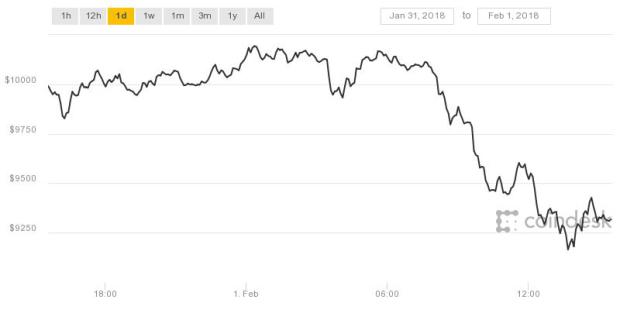 1h 12h 1d 1w 1m 3m 1y All Jan 31, 2018 to Feb 1, 2018
$10000
$9750
$9500
$9250
coindesk
18:00 1. Feb 06:00 12:00